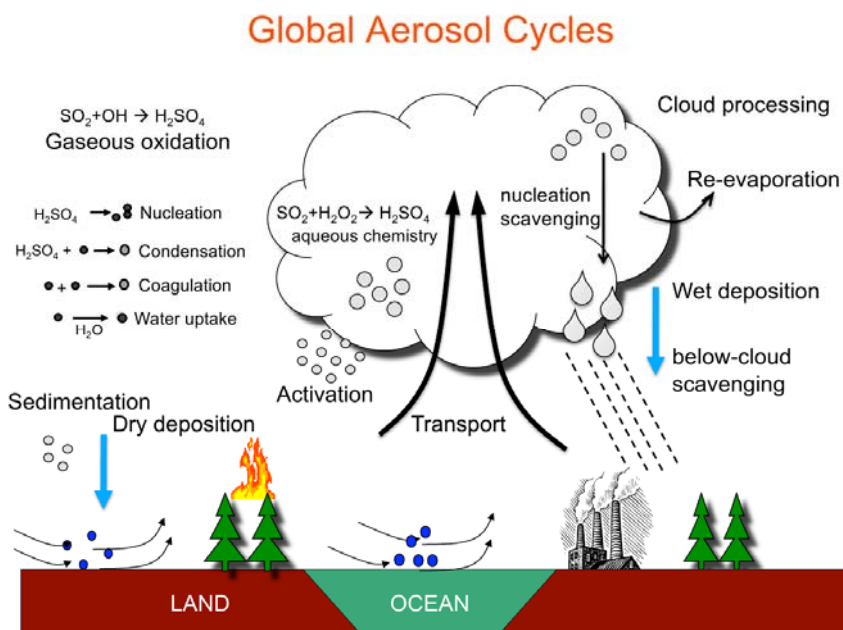 Global Aerosol Cycles
SO₂+OH → H₂SO₄
Gaseous oxidation
H₂SO₄ → Nucleation
H₂SO₄ + → Condensation
+ → Coagulation
→ Water uptake
H₂O
SO₂+H₂O₂→ H₂SO₄
aqueous chemistry
nucleation
scavenging
Cloud processing
Re-evaporation
Wet deposition
below-cloud
scavenging
Activation
Transport
Sedimentation
Dry deposition
LAND
OCEAN